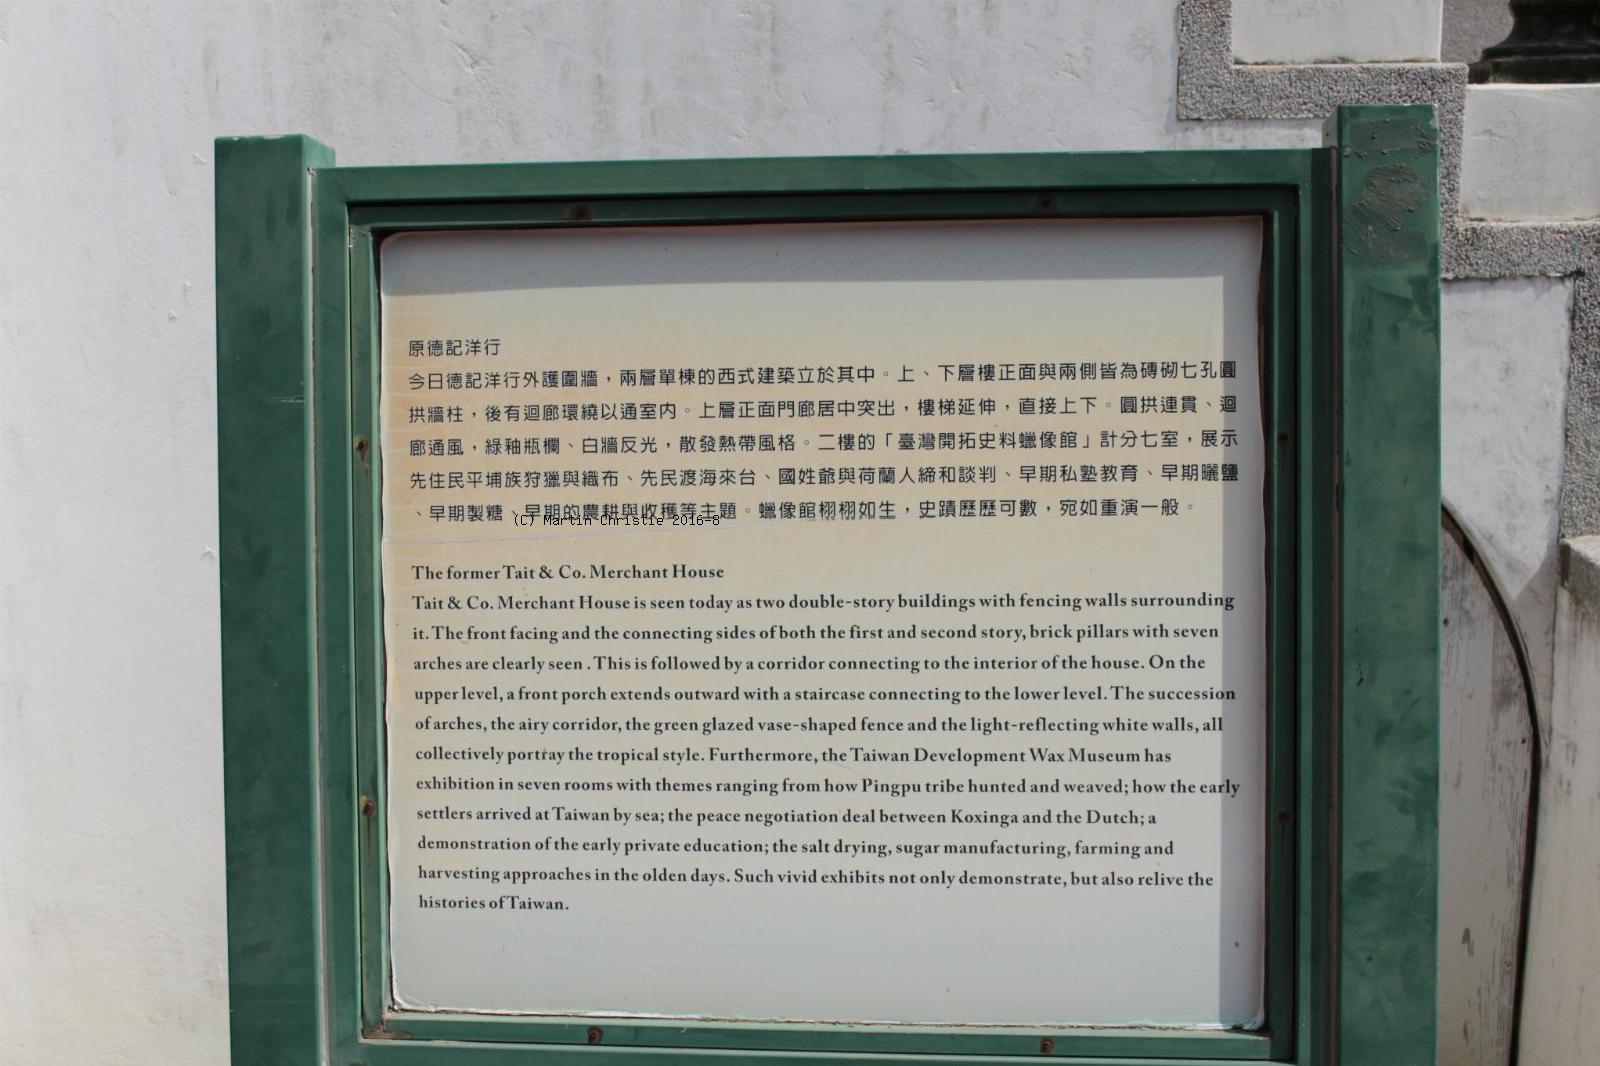 原德記洋行
今日德記洋行外護圍牆，兩層單棟的西式建築立於其中。上、下層樓正面與兩側皆為磚砌七孔圓
拱牆柱，後有迴廊環繞以通室內。上層正面門廊居中突出，樓梯延伸，直接上下。圓拱連貫、迴
廊通風，綠釉瓶欄、白牆反光，散發熱帶風格。二樓的「臺灣開拓史料蠟像館」計分七室，展示
先住民平埔族狩獵與織布、先民渡海來台、國姓爺與荷蘭人締和談判、早期私塾教育、早期曬鹽
、早期製糖、早期的農耕與收穫等主題。蠟像館栩栩如生，史蹟歷歷可數，宛如重演一般。
(C) Martin Christie 2016-8
The former Tait & Co. Merchant House
Tait & Co. Merchant House is seen today as two double-story buildings with fencing walls surrounding
it. The front facing and the connecting sides of both the first and second story, brick pillars with seven
arches are clearly seen . This is followed by a corridor connecting to the interior of the house. On the
upper level, a front porch extends outward with a staircase connecting to the lower level. The succession
of arches, the airy corridor, the green glazed vase-shaped fence and the light-reflecting white walls, all
collectively portray the tropical style. Furthermore, the Taiwan Development Wax Museum has
exhibition in seven rooms with themes ranging from how Pingpu tribe hunted and weaved; how the early
settlers arrived at Taiwan by sea; the peace negotiation deal between Koxinga and the Dutch; a
demonstration of the early private education; the salt drying, sugar manufacturing, farming and
harvesting approaches in the olden days. Such vivid exhibits not only demonstrate, but also relive the
histories of Taiwan.